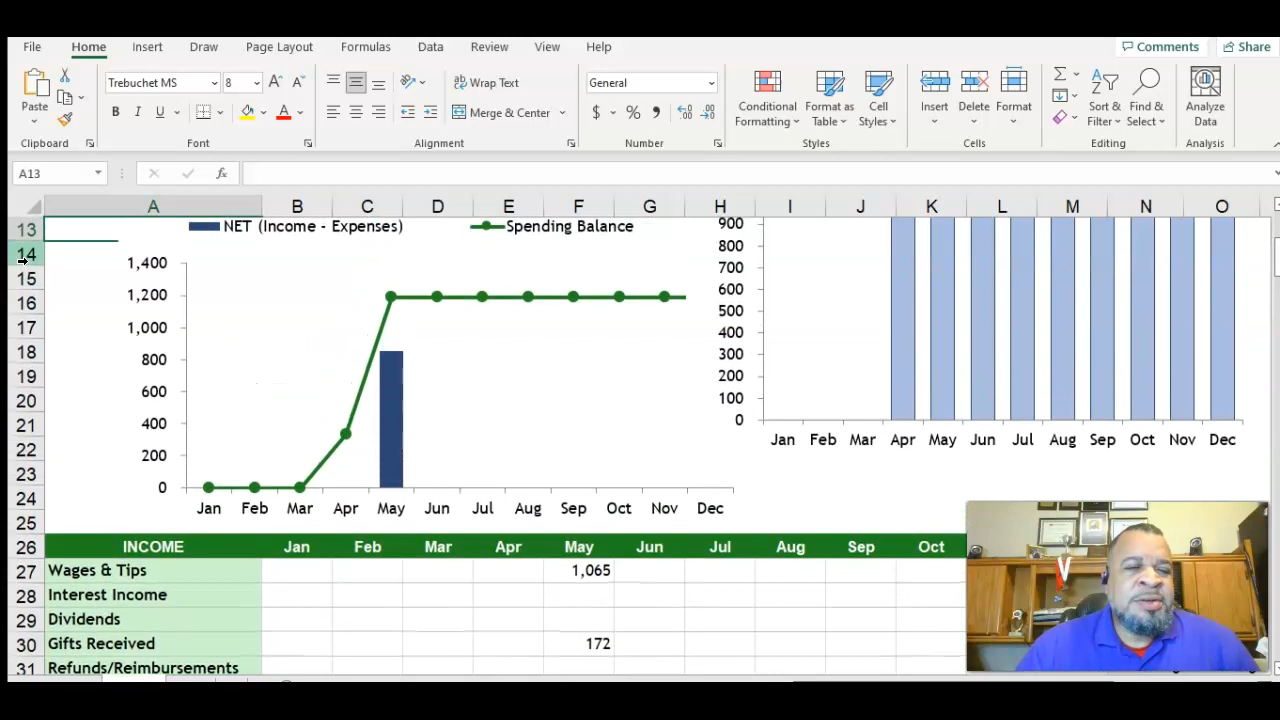 File Home Insert Draw Page Layout Formulas Data Review View Help Comments Share
Trebuchet MS 8 Wrap Text General
Paste B I U A Merge & Center $ % Conditional Formatting Format as Table Cell Styles Insert Delete Format Sort & Filter Find & Select Analyze Data
Clipboard Font Alignment Number Styles Cells Editing Analysis
A13 fx
A B C D E F G H I J K L M N O
13 NET (Income - Expenses) Spending Balance 900
14 1,400 800
15 700
16 1,200 600
17 1,000 500
18 800 400
19 300
20 600 200
21 400 100
22 200 0
23 0 Jan Feb Mar Apr May Jun Jul Aug Sep Oct Nov Dec
24 Jan Feb Mar Apr May Jun Jul Aug Sep Oct Nov Dec
25
26 INCOME Jan Feb Mar Apr May Jun Jul Aug Sep Oct
27 Wages & Tips 1,065
28 Interest Income
29 Dividends
30 Gifts Received 172
31 Refunds/Reimbursements